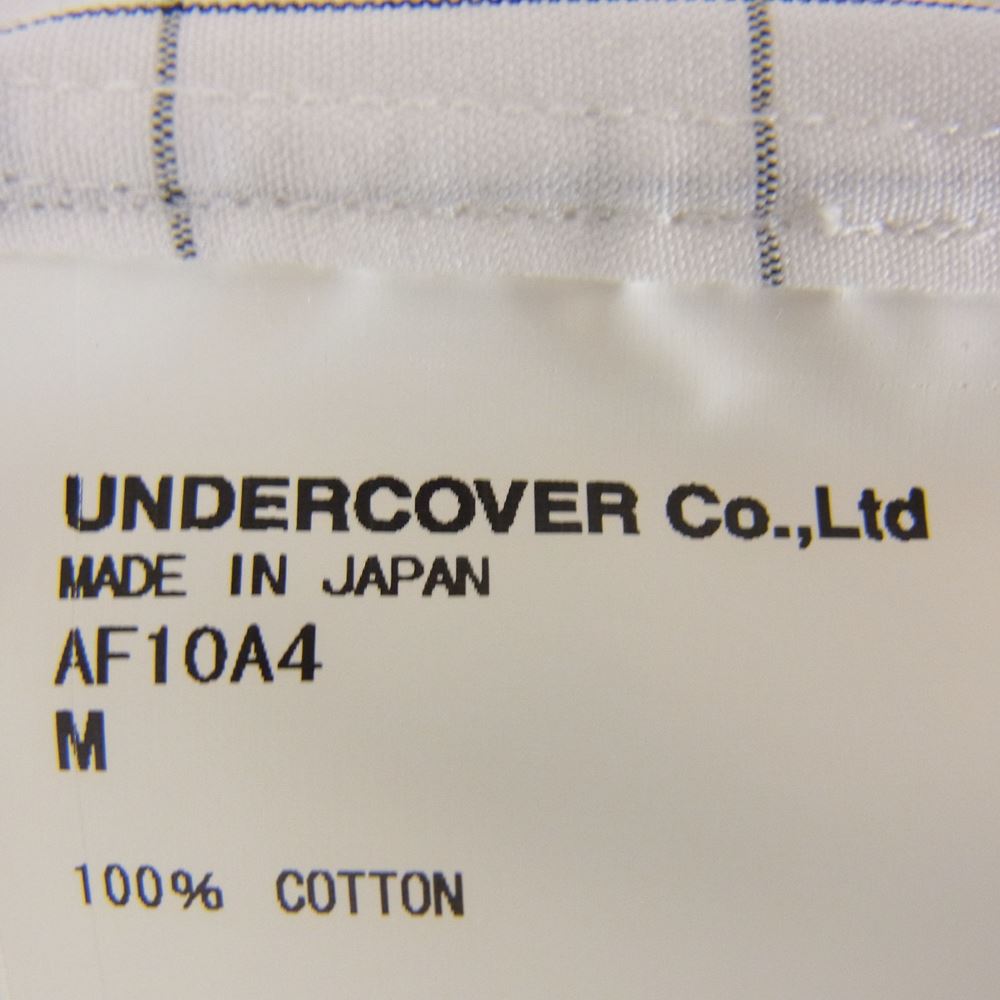 UNDERCOVER Co.,Ltd
MADE IN JAPAN
AF10A4
M
100% COTTON